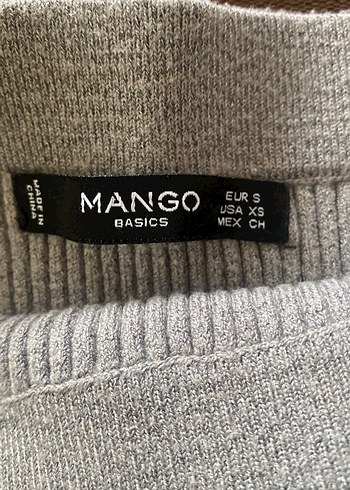 MADE IN
CHINA
MANGO
BASICS
EUR S
USA XS
MEX CH